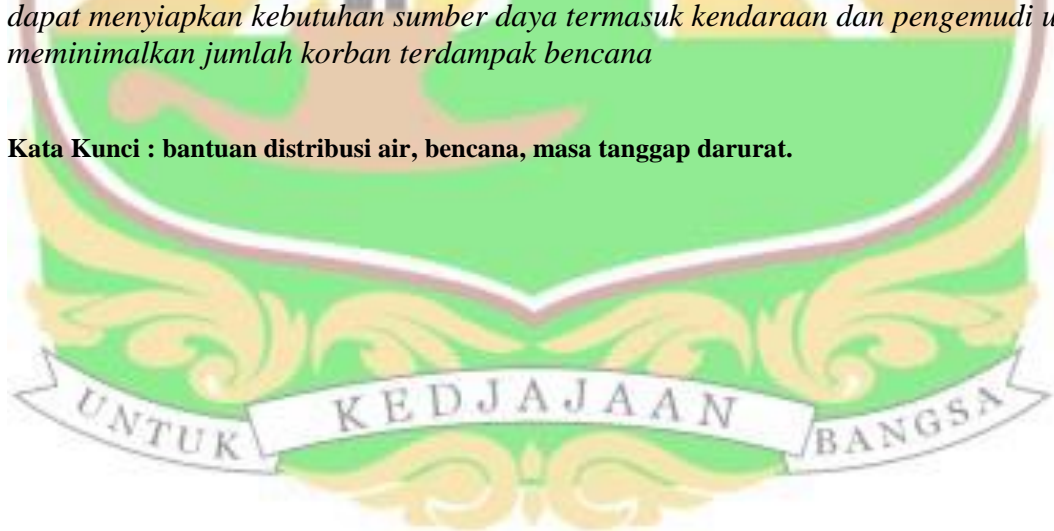 dapat menyiapkan kebutuhan sumber daya termasuk kendaraan dan pengemudi
meminimalkan jumlah korban terdampak bencana
Kata Kunci : bantuan distribusi air, bencana, masa tanggap darurat.
UNTUK KEDJAJAAN BANGSA